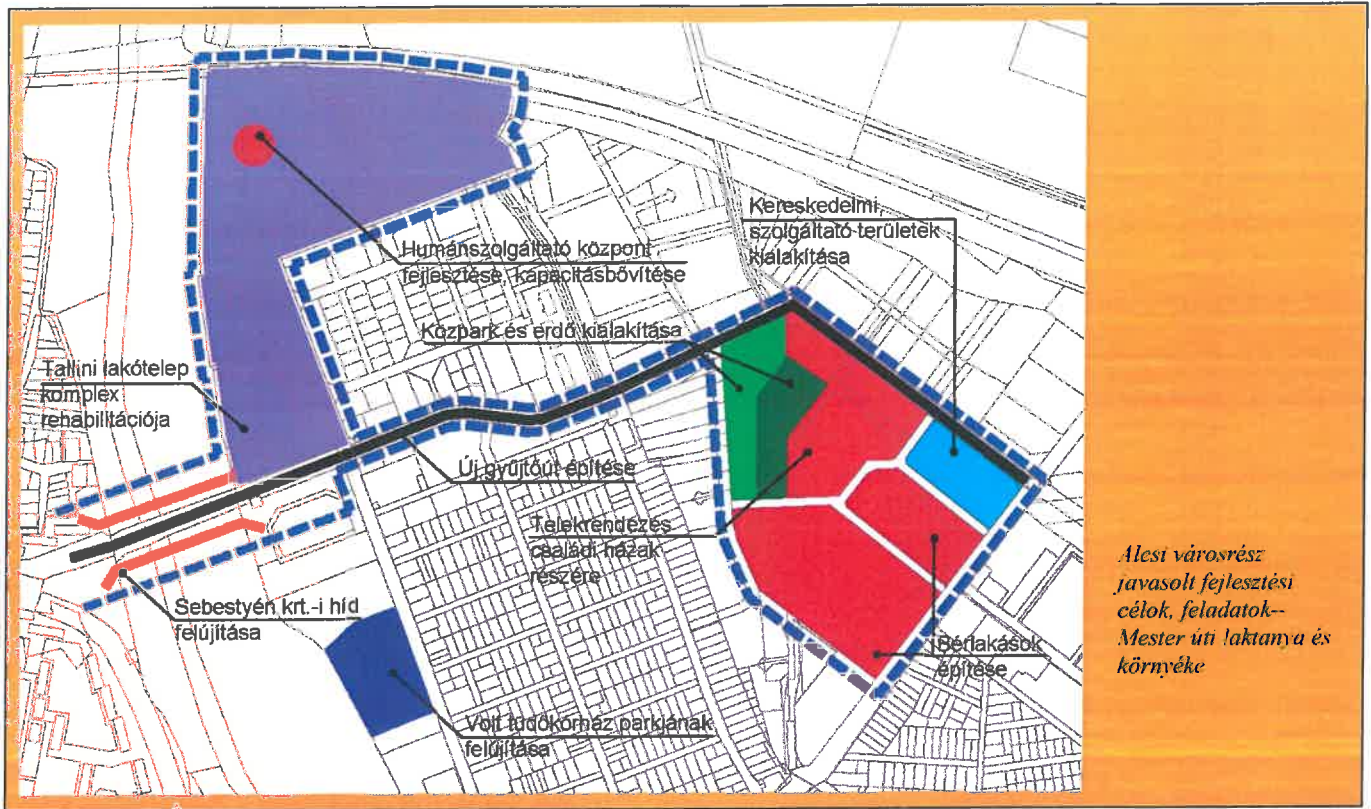 Kereskedelmi,
szolgáltató területek
kialakítása
Humánszolgáltató központ
fejlesztése, kapacitásbővítése
Közpark és erdő kialakítása
Tallini lakótelep
komplex
rehabilitációja
Új gyűjtőút építése
Telekrendezés
családi házak
részére
Sebestyén krt.-i híd
felújítása
Bérlakások
építése
Volt tüdőkórház parkjának
felújítása
Alcsi városrész
javasolt fejlesztési
célok, feladatok--
Mester úti laktanya és
környéke